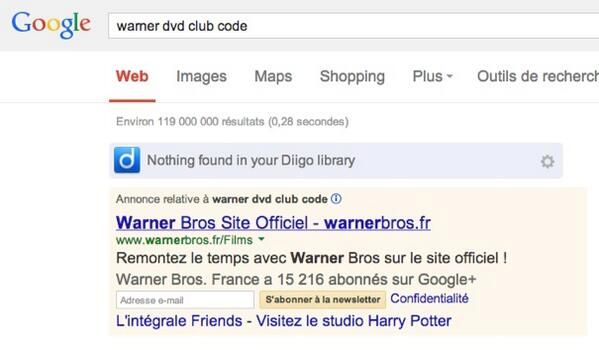 Google warner dvd club code
Web Images Maps Shopping Plus Outils de recherch
Environ 119 000 000 résultats (0,28 secondes)
d Nothing found in your Diigo library
Annonce relative à warner dvd club code
Warner Bros Site Officiel - warnerbros.fr
www.warnerbros.fr/Films
Remontez le temps avec Warner Bros sur le site officiel !
Warner Bros. France a 15 216 abonnés sur Google+
Adresse e-mail S'abonner à la newsletter Confidentialité
L'intégrale Friends - Visitez le studio Harry Potter